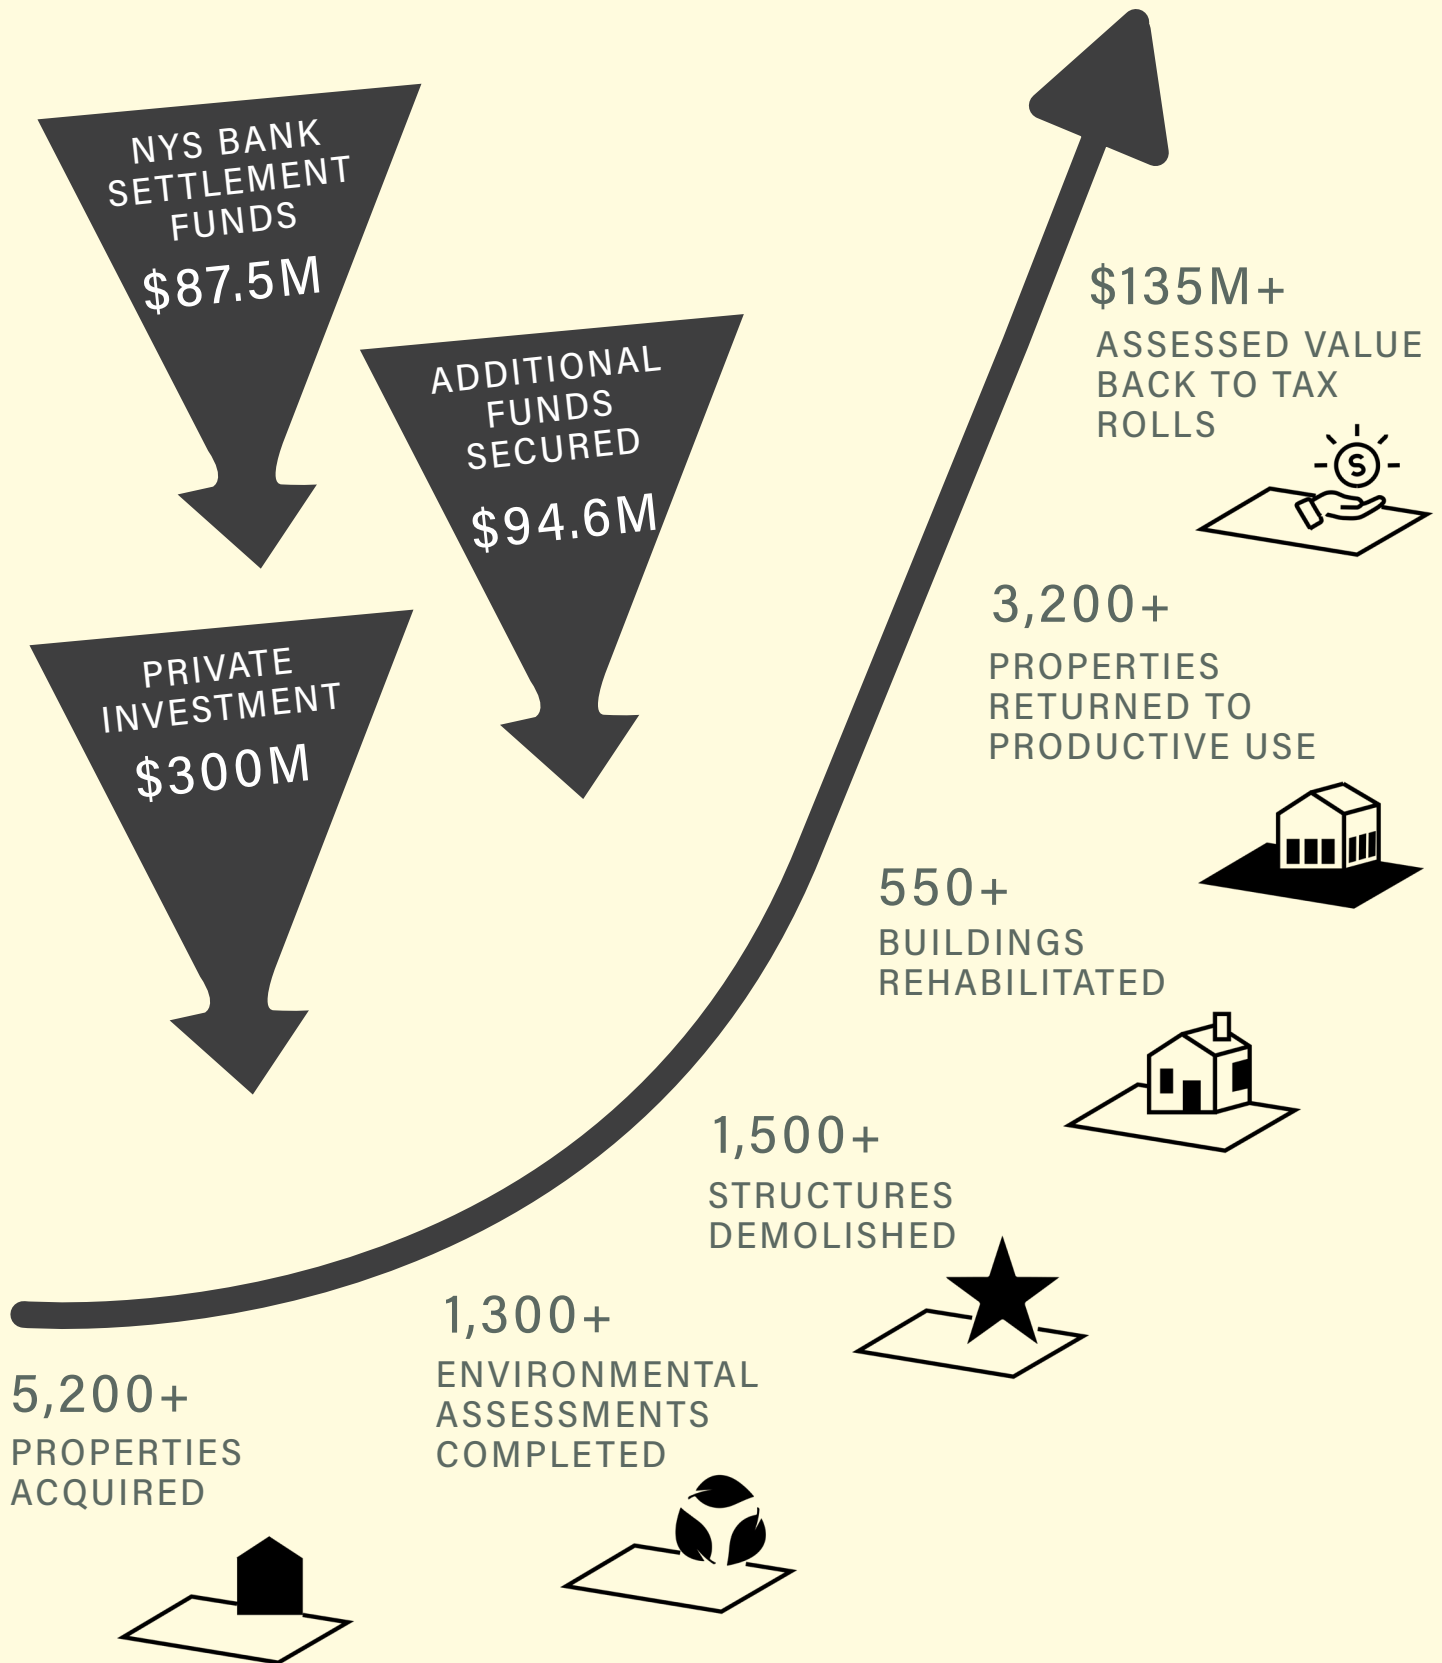 NYS BANK
SETTLEMENT
FUNDS
$87.5M
ADDITIONAL
FUNDS
SECURED
$94.6M
PRIVATE
INVESTMENT
$300M
$135M+
ASSESSED VALUE
BACK TO TAX
ROLLS
3,200+
PROPERTIES
RETURNED TO
PRODUCTIVE USE
550+
BUILDINGS
REHABILITATED
1,500+
STRUCTURES
DEMOLISHED
1,300+
ENVIRONMENTAL
ASSESSMENTS
COMPLETED
5,200+
PROPERTIES
ACQUIRED